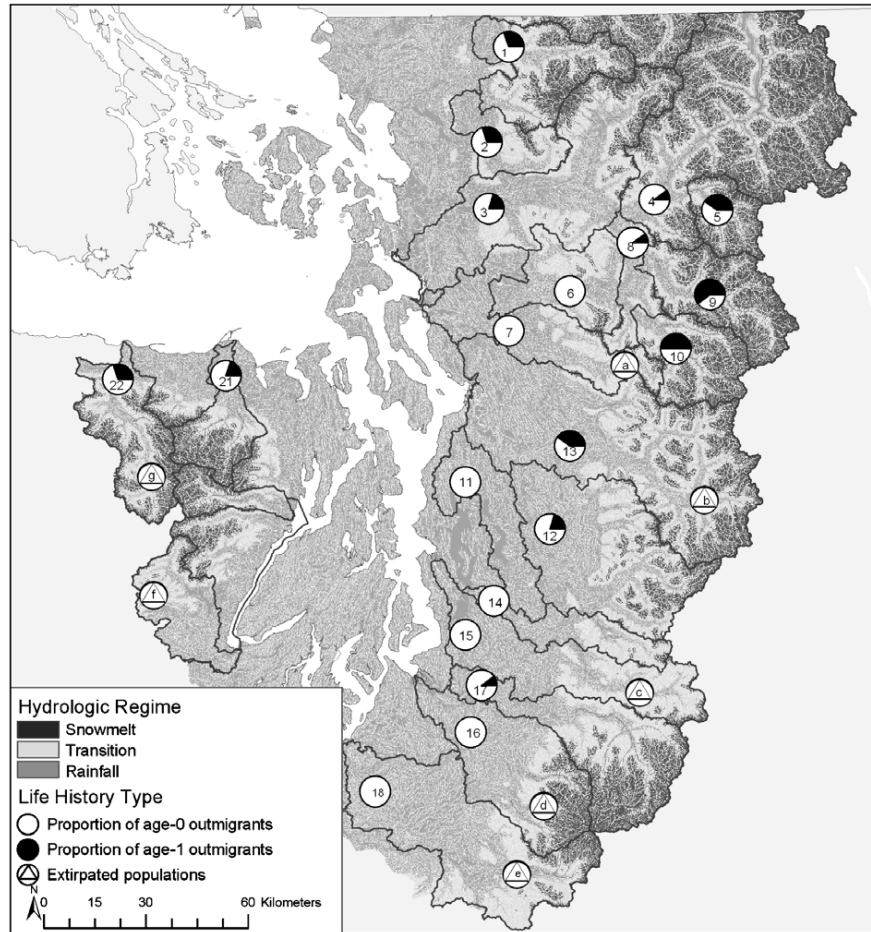 1
2
3
4
5
8
6
9
7
10
a
22
21
13
g
11
b
12
f
14
15
17
c
16
18
d
e
Hydrologic Regime
Snowmelt
Transition
Rainfall
Life History Type
Proportion of age-0 outmigrants
Proportion of age-1 outmigrants
Extirpated populations
N
0 15 30 60 Kilometers